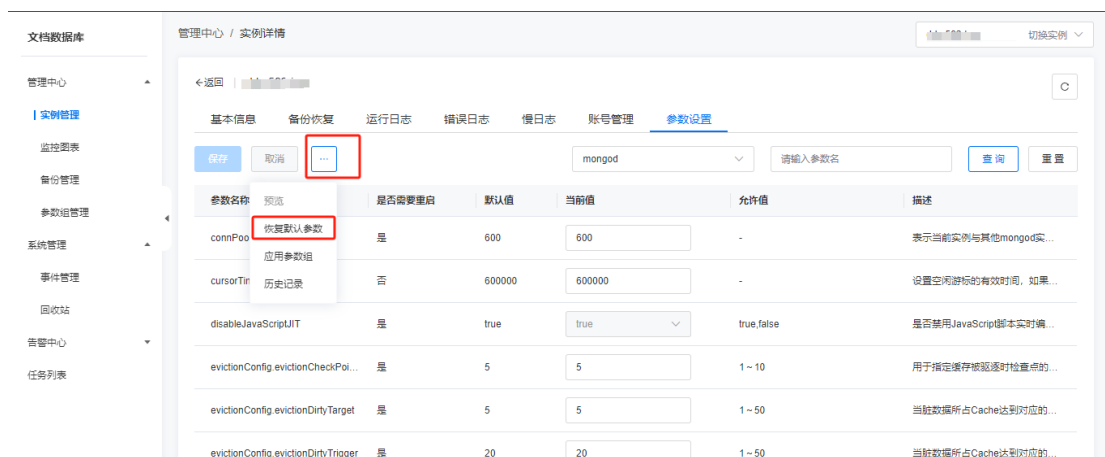 文档数据库
管理中心 / 实例详情
切换实例
管理中心
实例管理
监控图表
备份管理
参数组管理
系统管理
事件管理
回收站
告警中心
任务列表
←返回
基本信息 备份恢复 运行日志 错误日志 慢日志 账号管理 参数设置
保存 取消 ... mongod 请输入参数名 查询 重置
预览
恢复默认参数
应用参数组
历史记录
参数名称 是否需要重启 默认值 当前值 允许值 描述
connPoo 是 600 600 - 表示当前实例与其他mongod实...
cursorTin 否 600000 600000 - 设置空闲游标的有效时间，如果...
disableJavaScriptJIT 是 true true true,false 是否禁用JavaScript脚本实时编...
evictionConfig.evictionCheckPoi... 是 5 5 1 ~ 10 用于指定缓存被驱逐时检查点的...
evictionConfig.evictionDirtyTarget 是 5 5 1 ~ 50 当脏数据所占Cache达到对应的...
evictionConfig.evictionDirtyTrigger 是 20 20 1 ~ 50 当脏数据所占Cache达到对应的...